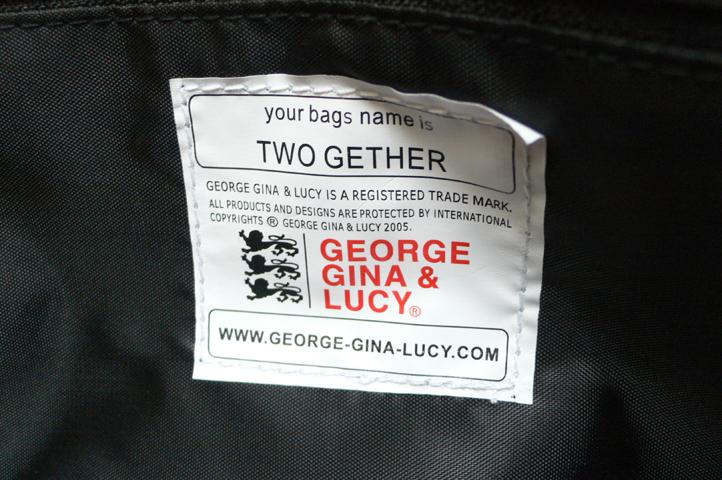 your bags name is
TWO GETHER
GEORGE GINA & LUCY IS A REGISTERED TRADE MARK.
ALL PRODUCTS AND DESIGNS ARE PROTECTED BY INTERNATIONAL
COPYRIGHTS ® GEORGE GINA & LUCY 2005.
GEORGE
GINA &
LUCY®
WWW.GEORGE-GINA-LUCY.COM